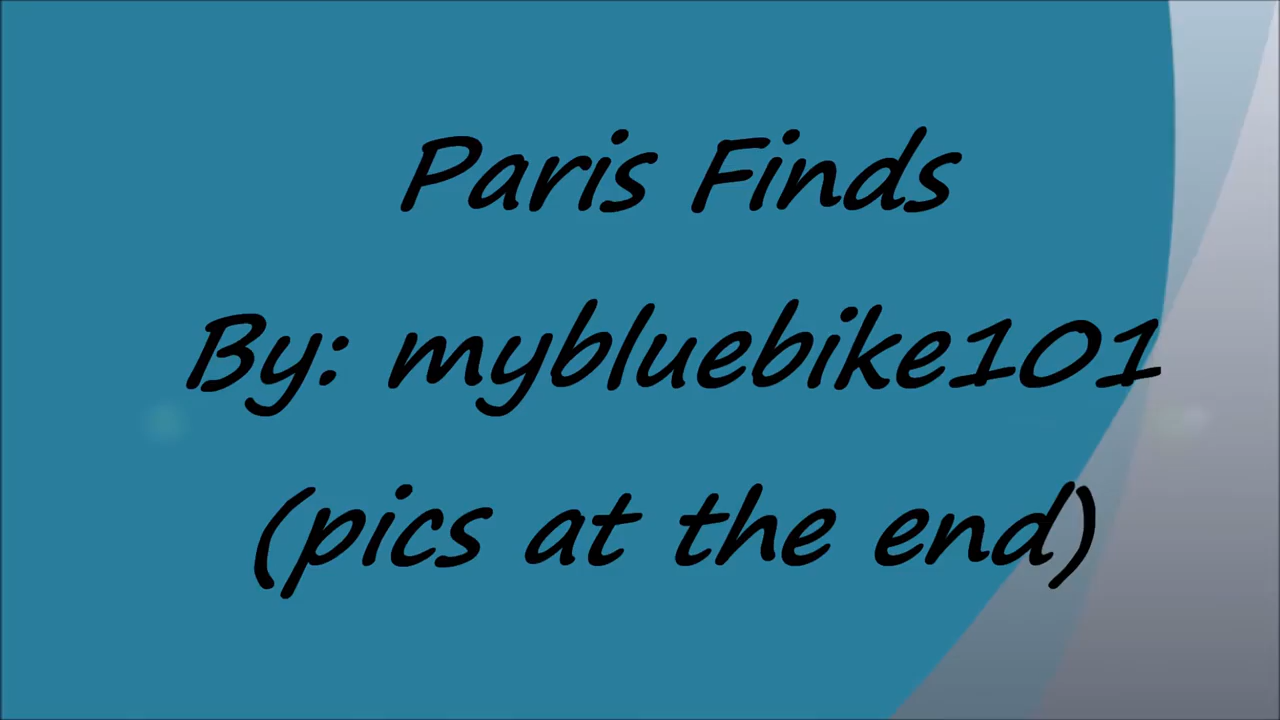 Paris Finds
By: mybluebike101
(pics at the end)